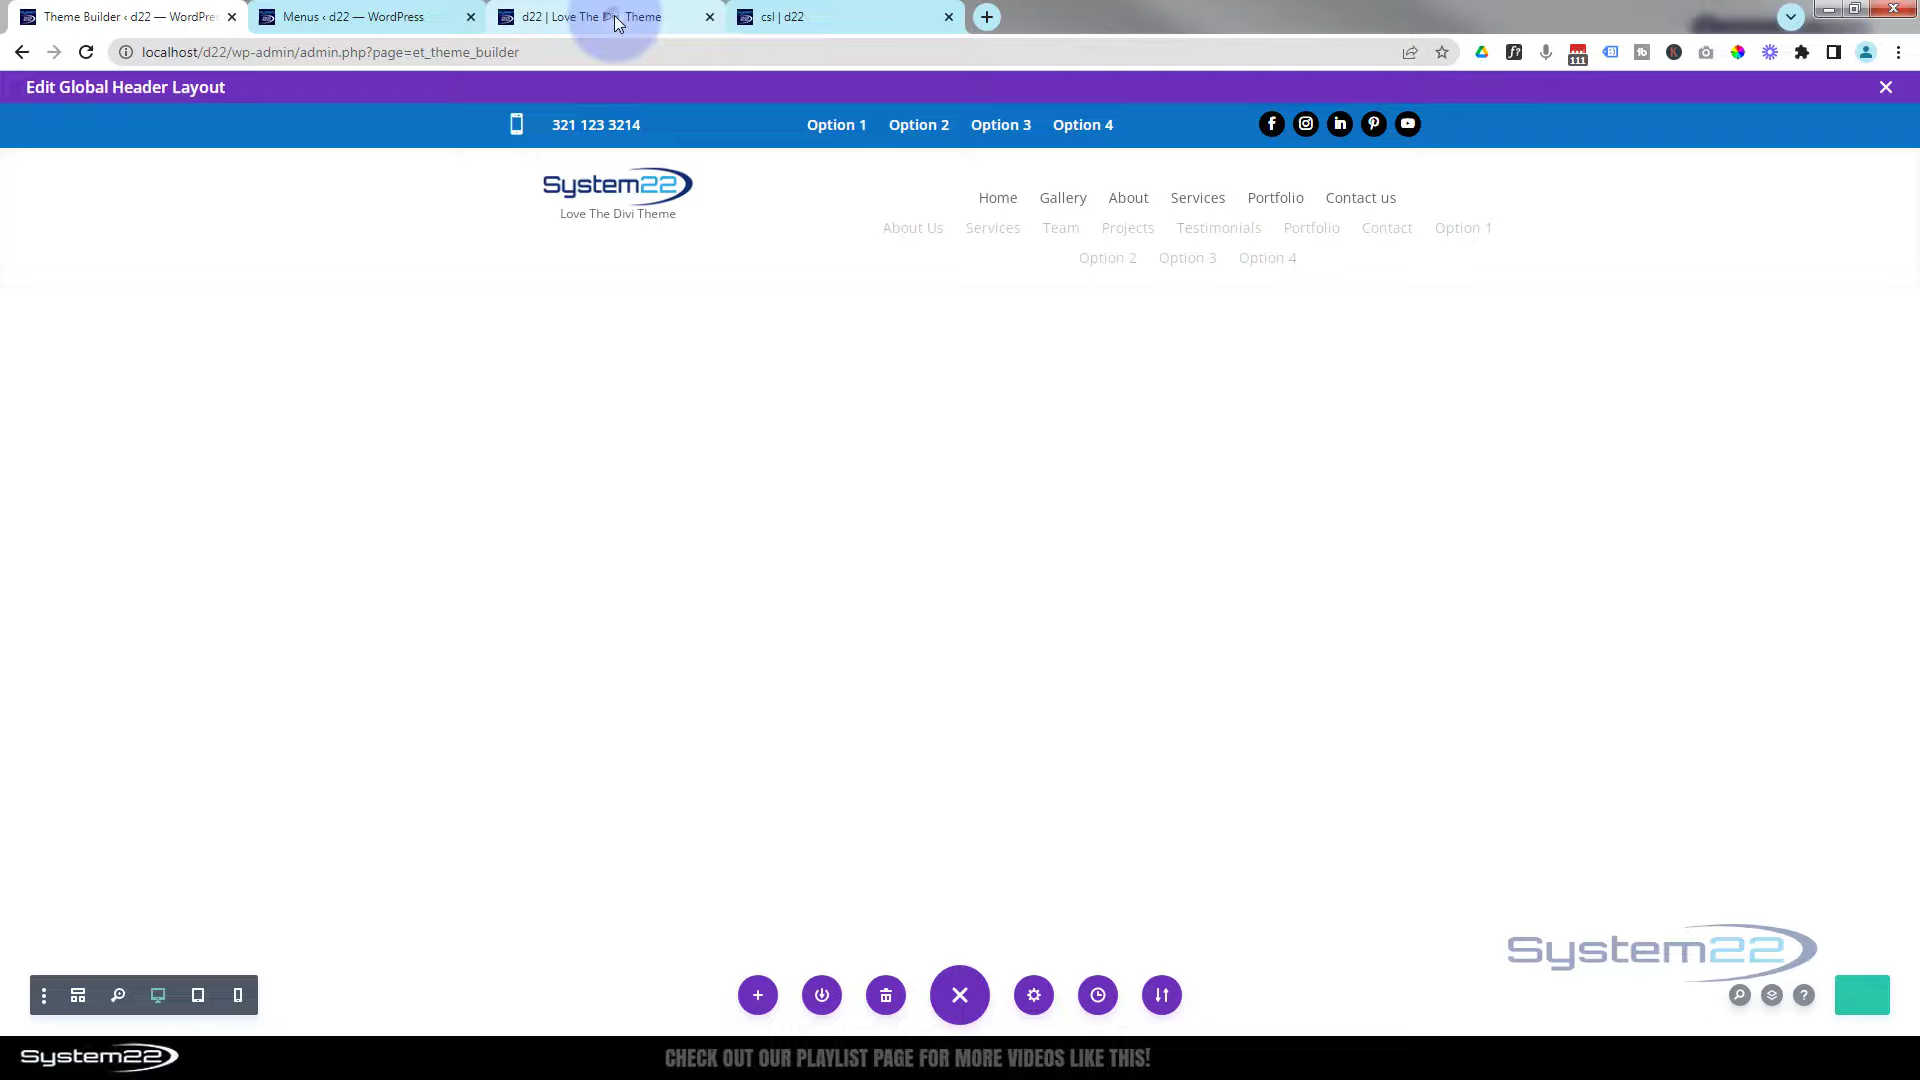 Theme Builder ‹ d22 — WordPre
Menus ‹ d22 — WordPress
d22 | Love The Divi Theme
csl | d22
localhost/d22/wp-admin/admin.php?page=et_theme_builder
111
Edit Global Header Layout
321 123 3214
Option 1 Option 2 Option 3 Option 4
System22
Love The Divi Theme
Home Gallery About Services Portfolio Contact us
About Us Services Team Projects Testimonials Portfolio Contact Option 1
Option 2 Option 3 Option 4
System22
System22
CHECK OUT OUR PLAYLIST PAGE FOR MORE VIDEOS LIKE THIS!